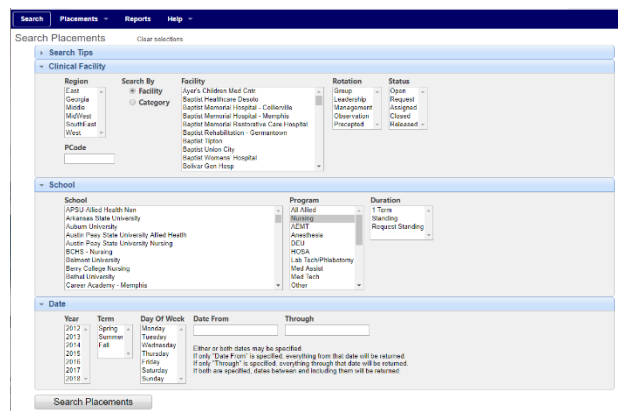 Search Placements Reports Help
Search Placements Clear selections
Search Tips
Clinical Facility
Region Search By Facility Rotation Status
East Facility Ayer's Children Med Cntr Group Open
Georgia Category Baptist Healthcare Desoto Leadership Request
Middle Baptist Memorial Hospital - Collierville Management Assigned
MidWest Baptist Memorial Hospital - Memphis Observation Closed
SouthEast Baptist Memorial Restorative Care Hospital Precepted Released
West Baptist Rehabilitation - Germantown
Baptist Tipton
PCode Baptist Union City
Baptist Womens' Hospital
Bolivar Gen Hosp
School
School Program Duration
APSU Allied Health Non All Allied 1 Term
Arkansas State University Nursing Standing
Auburn University AEMT Request Standing
Austin Peay State University Allied Health Anesthesia
Austin Peay State University Nursing DEU
BCHS - Nursing HOSA
Belmont University Lab Tech/Phlebotomy
Berry College Nursing Med Assist
Bethel University Med Tech
Career Academy - Memphis Other
Date
Year Term Day Of Week Date From Through
2012 Spring Monday
2013 Summer Tuesday
2014 Fall Wednesday Either or both dates may be specified.
2015 Thursday If only "Date From" is specified, everything from that date will be returned.
2016 Friday If only "Through" is specified, everything through that date will be returned.
2017 Saturday If both are specified, dates between and including them will be returned.
2018 Sunday
Search Placements